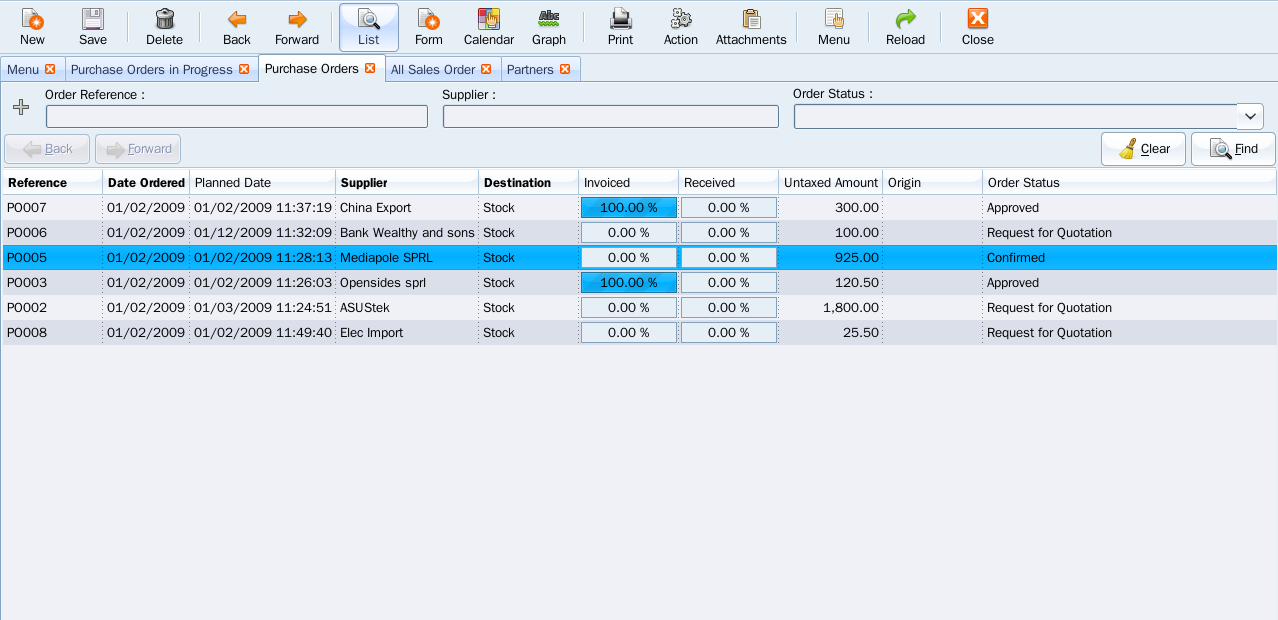 New Save Delete Back Forward List Form Calendar Abc Graph Print Action Attachments Menu Reload Close
Menu Purchase Orders in Progress Purchase Orders All Sales Order Partners
Order Reference : Supplier : Order Status :
Back Forward Clear Find
Reference Date Ordered Planned Date Supplier Destination Invoiced Received Untaxed Amount Origin Order Status
PO007 01/02/2009 01/02/2009 11:37:19 China Export Stock 100.00 % 0.00 % 300.00 Approved
PO006 01/02/2009 01/12/2009 11:32:09 Bank Wealthy and sons Stock 0.00 % 0.00 % 100.00 Request for Quotation
PO005 01/02/2009 01/02/2009 11:28:13 Mediapole SPRL Stock 0.00 % 0.00 % 925.00 Confirmed
PO003 01/02/2009 01/02/2009 11:26:03 Opensides sprl Stock 100.00 % 0.00 % 120.50 Approved
PO002 01/02/2009 01/03/2009 11:24:51 ASUStek Stock 0.00 % 0.00 % 1,800.00 Request for Quotation
PO008 01/02/2009 01/02/2009 11:49:40 Elec Import Stock 0.00 % 0.00 % 25.50 Request for Quotation